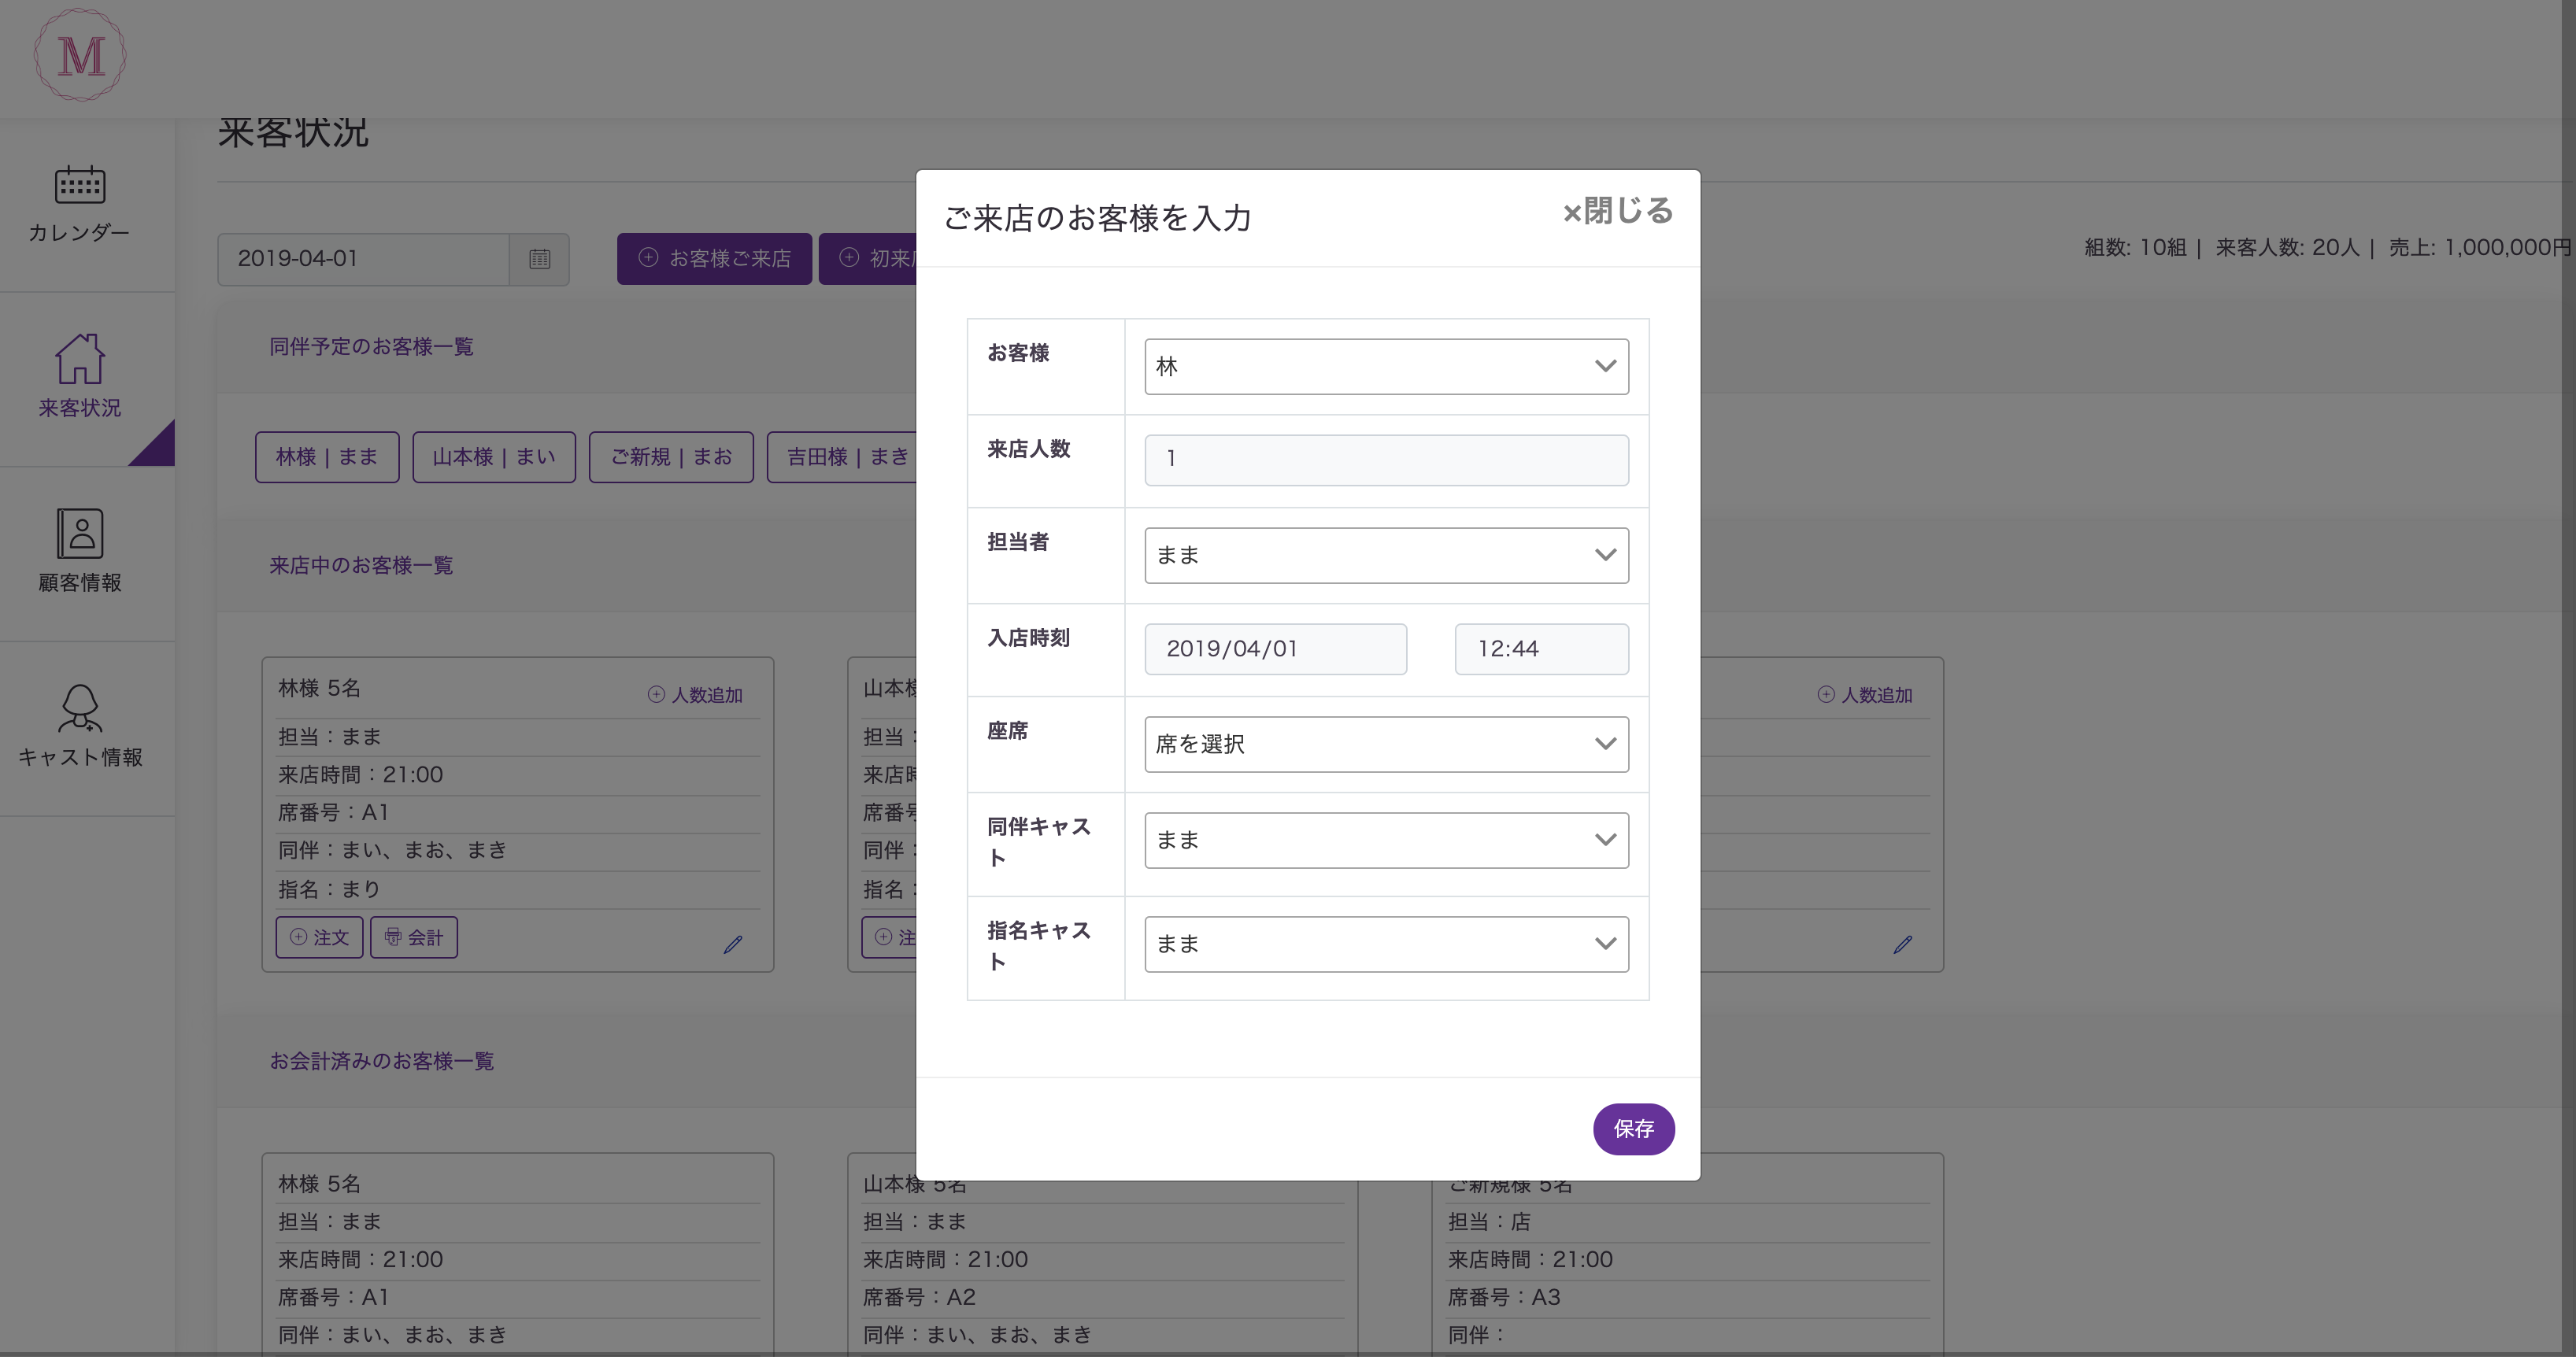 M
来客状況
カレンダー
来客状況
顧客情報
キャスト情報
2019-04-01
お客様ご来店
初来
組数: 10組 | 来客人数: 20人 | 売上: 1,000,000円
同伴予定のお客様一覧
林様 | まま
山本様 | まい
ご新規 | まお
吉田様 | まき
来店中のお客様一覧
林様 5名
人数追加
担当：まま
来店時間：21:00
席番号：A1
同伴：まい、まお、まき
指名：まり
注文
会計
山本様
担当：
来店時
席番号
同伴：
指名：
注
人数追加
お会計済みのお客様一覧
林様 5名
担当：まま
来店時間：21:00
席番号：A1
同伴：まい、まお、まき
山本様 5名
担当：まま
来店時間：21:00
席番号：A2
同伴：まい、まお、まき
ご新規様 5名
担当：店
来店時間：21:00
席番号：A3
同伴：
ご来店のお客様を入力
×閉じる
お客様
林
来店人数
1
担当者
まま
入店時刻
2019/04/01
12:44
座席
席を選択
同伴キャス
ト
まま
指名キャス
ト
まま
保存